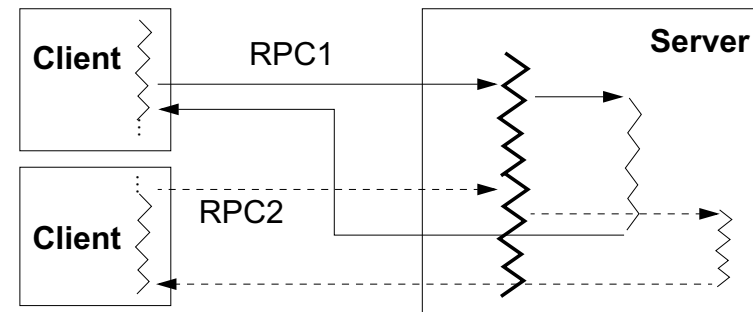 Client
RPC1
Server
Client
RPC2